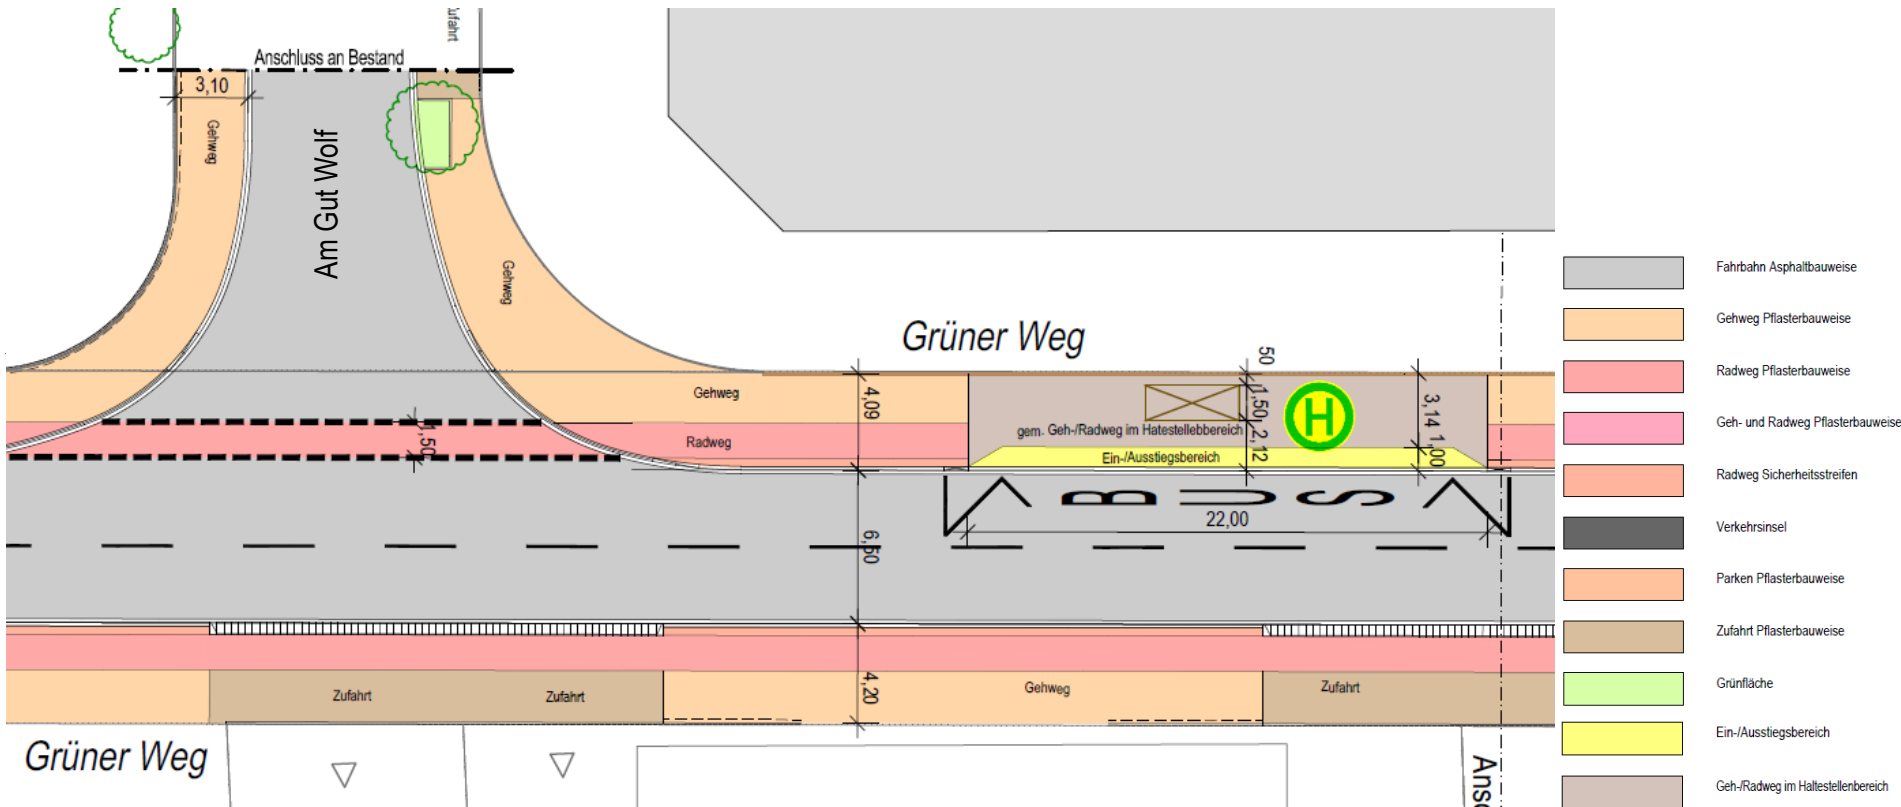 Zufahrt
Anschluss an Bestand
3,10
Gehweg
Am Gut Wolf
Gehweg
Grüner Weg
50
Gehweg
4,09
1,50
3,14
H
gem. Geh-/Radweg im Hatestellebbereich
1,50
Radweg
2,12
1,00
Ein-/Ausstiegsbereich
BUS
22,00
6,50
Zufahrt
Zufahrt
4,20
Gehweg
Zufahrt
Grüner Weg
Fahrbahn Asphaltbauweise
Gehweg Pflasterbauweise
Radweg Pflasterbauweise
Geh- und Radweg Pflasterbauweise
Radweg Sicherheitsstreifen
Verkehrsinsel
Parken Pflasterbauweise
Zufahrt Pflasterbauweise
Grünfläche
Ein-/Ausstiegsbereich
Geh-/Radweg im Haltestellenbereich